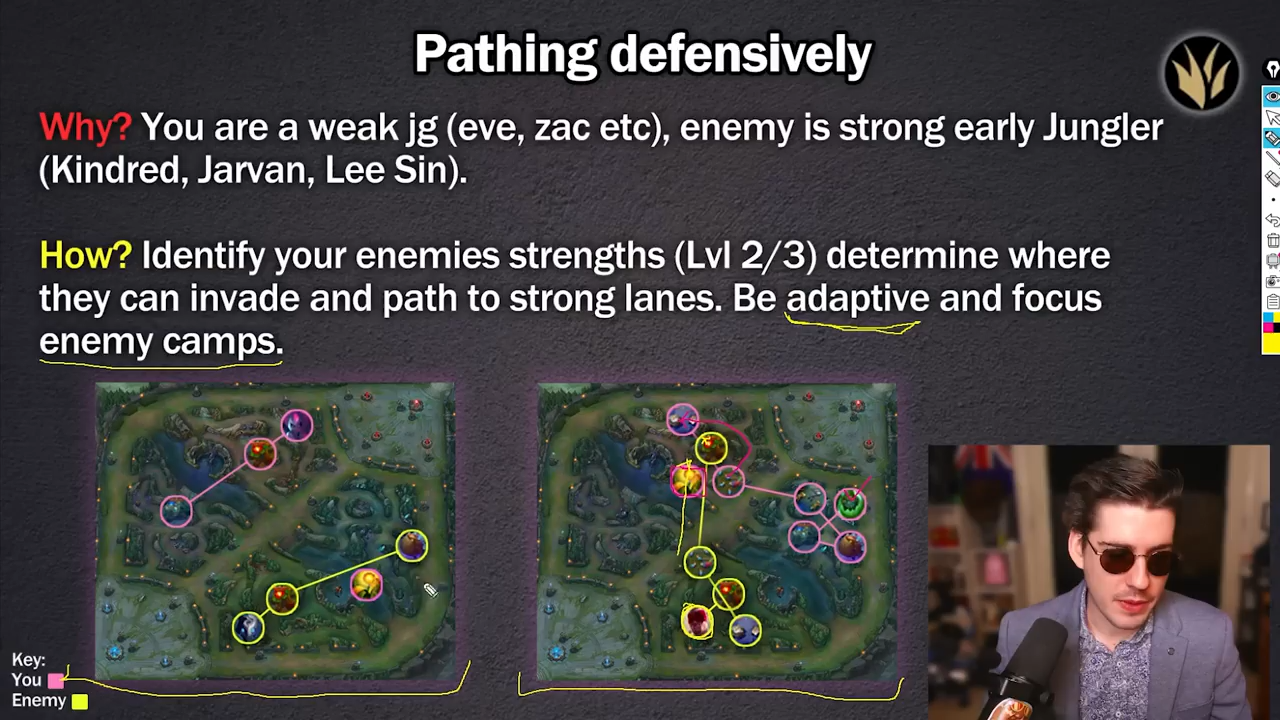 Pathing defensively
Why? You are a weak jg (eve, zac etc), enemy is strong early Jungler
(Kindred, Jarvan, Lee Sin).
How? Identify your enemies strengths (Lvl 2/3) determine where
they can invade and path to strong lanes. Be adaptive and focus
enemy camps.
Key:
You
Enemy